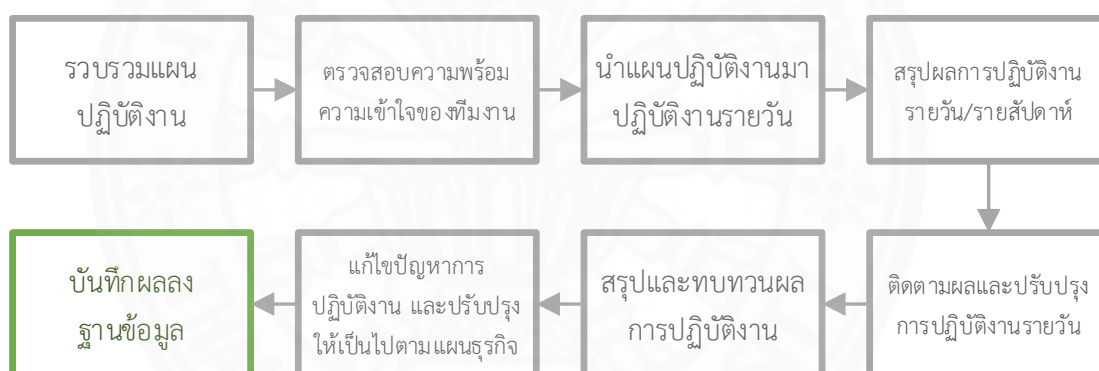 รวบรวมแผน
ปฏิบัติงาน
ตรวจสอบความพร้อม
ความเข้าใจของทีมงาน
นำแผนปฏิบัติงานมา
ปฏิบัติงานรายวัน
สรุปผลการปฏิบัติงาน
รายวัน/รายสัปดาห์
ติดตามผลและปรับปรุง
การปฏิบัติงานรายวัน
สรุปและทบทวนผล
การปฏิบัติงาน
แก้ไขปัญหาการ
ปฏิบัติงาน และปรับปรุง
ให้เป็นไปตามแผนธุรกิจ
บันทึกผลลง
ฐานข้อมูล